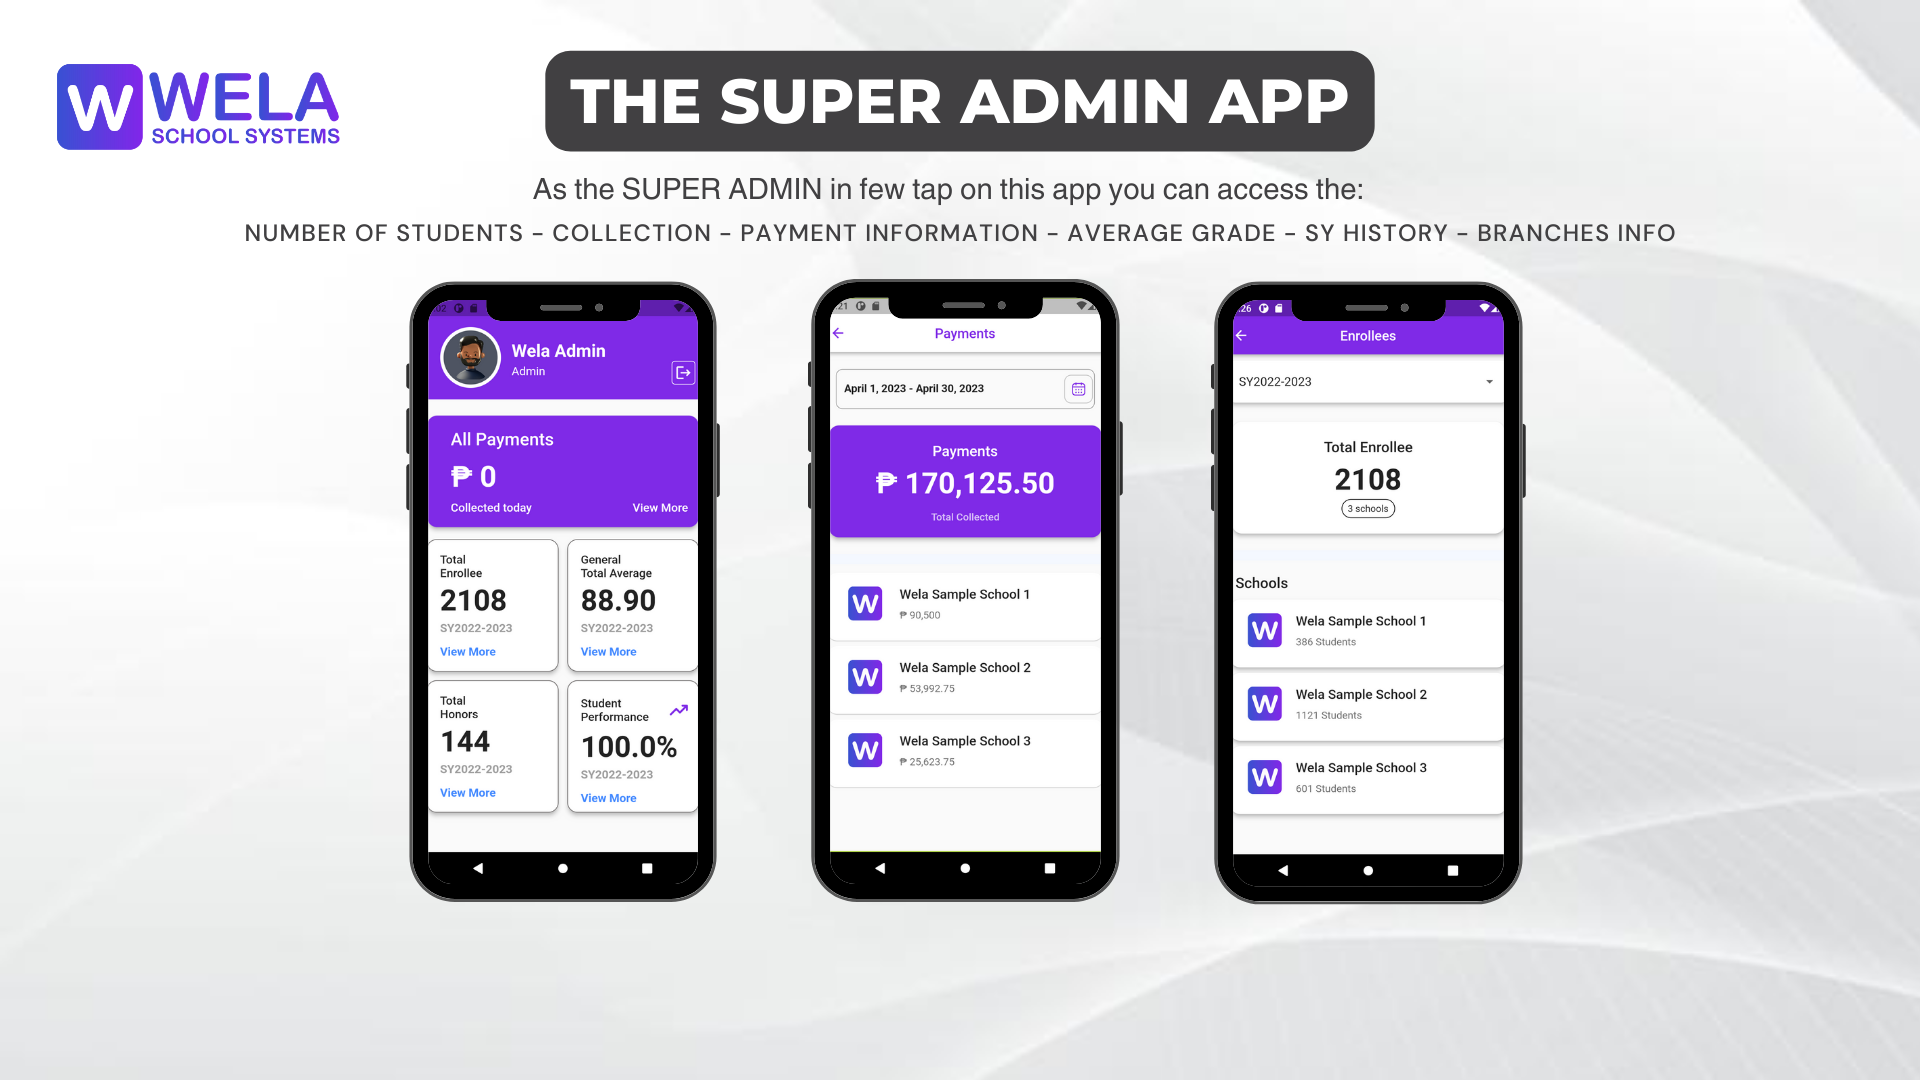 W WELA
SCHOOL SYSTEMS
THE SUPER ADMIN APP
As the SUPER ADMIN in few tap on this app you can access the:
NUMBER OF STUDENTS – COLLECTION – PAYMENT INFORMATION – AVERAGE GRADE – SY HISTORY – BRANCHES INFO
Wela Admin
Admin
All Payments
₱ 0
Collected today
View More
Total
Enrollee
2108
SY2022-2023
View More
General
Total Average
88.90
SY2022-2023
View More
Total
Honors
144
SY2022-2023
View More
Student
Performance
100.0%
SY2022-2023
View More
21
Payments
April 1, 2023 - April 30, 2023
Payments
₱ 170,125.50
Total Collected
W
Wela Sample School 1
₱ 90,500
W
Wela Sample School 2
₱ 53,992.75
W
Wela Sample School 3
₱ 25,623.75
26
Enrollees
SY2022-2023
Total Enrollee
2108
3 schools
Schools
W
Wela Sample School 1
386 Students
W
Wela Sample School 2
1121 Students
W
Wela Sample School 3
601 Students